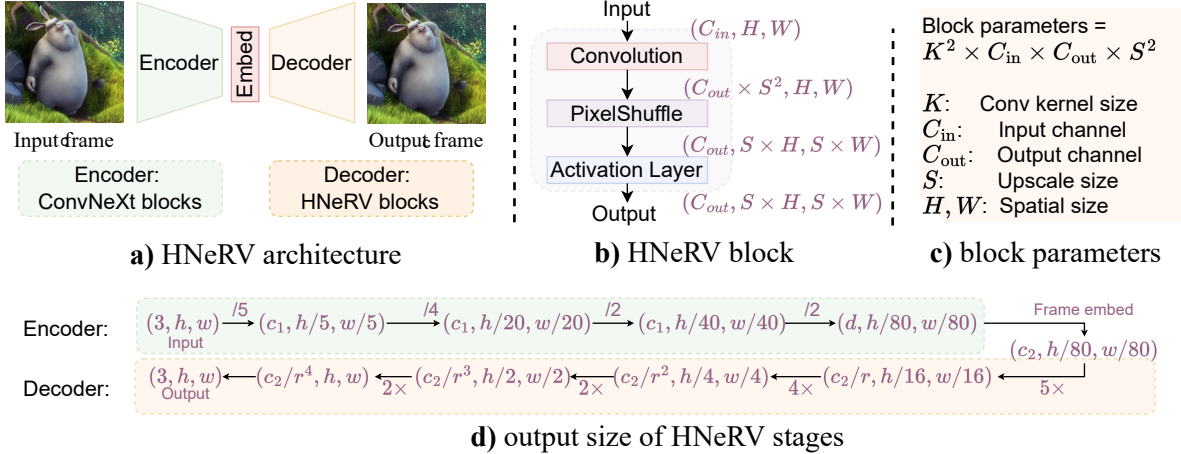 Encoder
Embed
Decoder
Input frame
Output frame
Encoder:
ConvNeXt blocks
Decoder:
HNeRV blocks
a) HNeRV architecture
Input
(C_in, H, W)
Convolution
(C_out × S², H, W)
PixelShuffle
(C_out, S × H, S × W)
Activation Layer
(C_out, S × H, S × W)
Output
b) HNeRV block
Block parameters =
K² × C_in × C_out × S²
K: Conv kernel size
C_in: Input channel
C_out: Output channel
S: Upscale size
H, W: Spatial size
c) block parameters
Encoder: (3, h, w) /5 (c₁, h/5, w/5) /4 (c₁, h/20, w/20) /2 (c₁, h/40, w/40) /2 (d, h/80, w/80) Frame embed
Input
(c₂, h/80, w/80)
Decoder: (3, h, w) (c₂/r⁴, h, w) 2× (c₂/r³, h/2, w/2) 2× (c₂/r², h/4, w/4) 4× (c₂/r, h/16, w/16) 5×
Output
d) output size of HNeRV stages